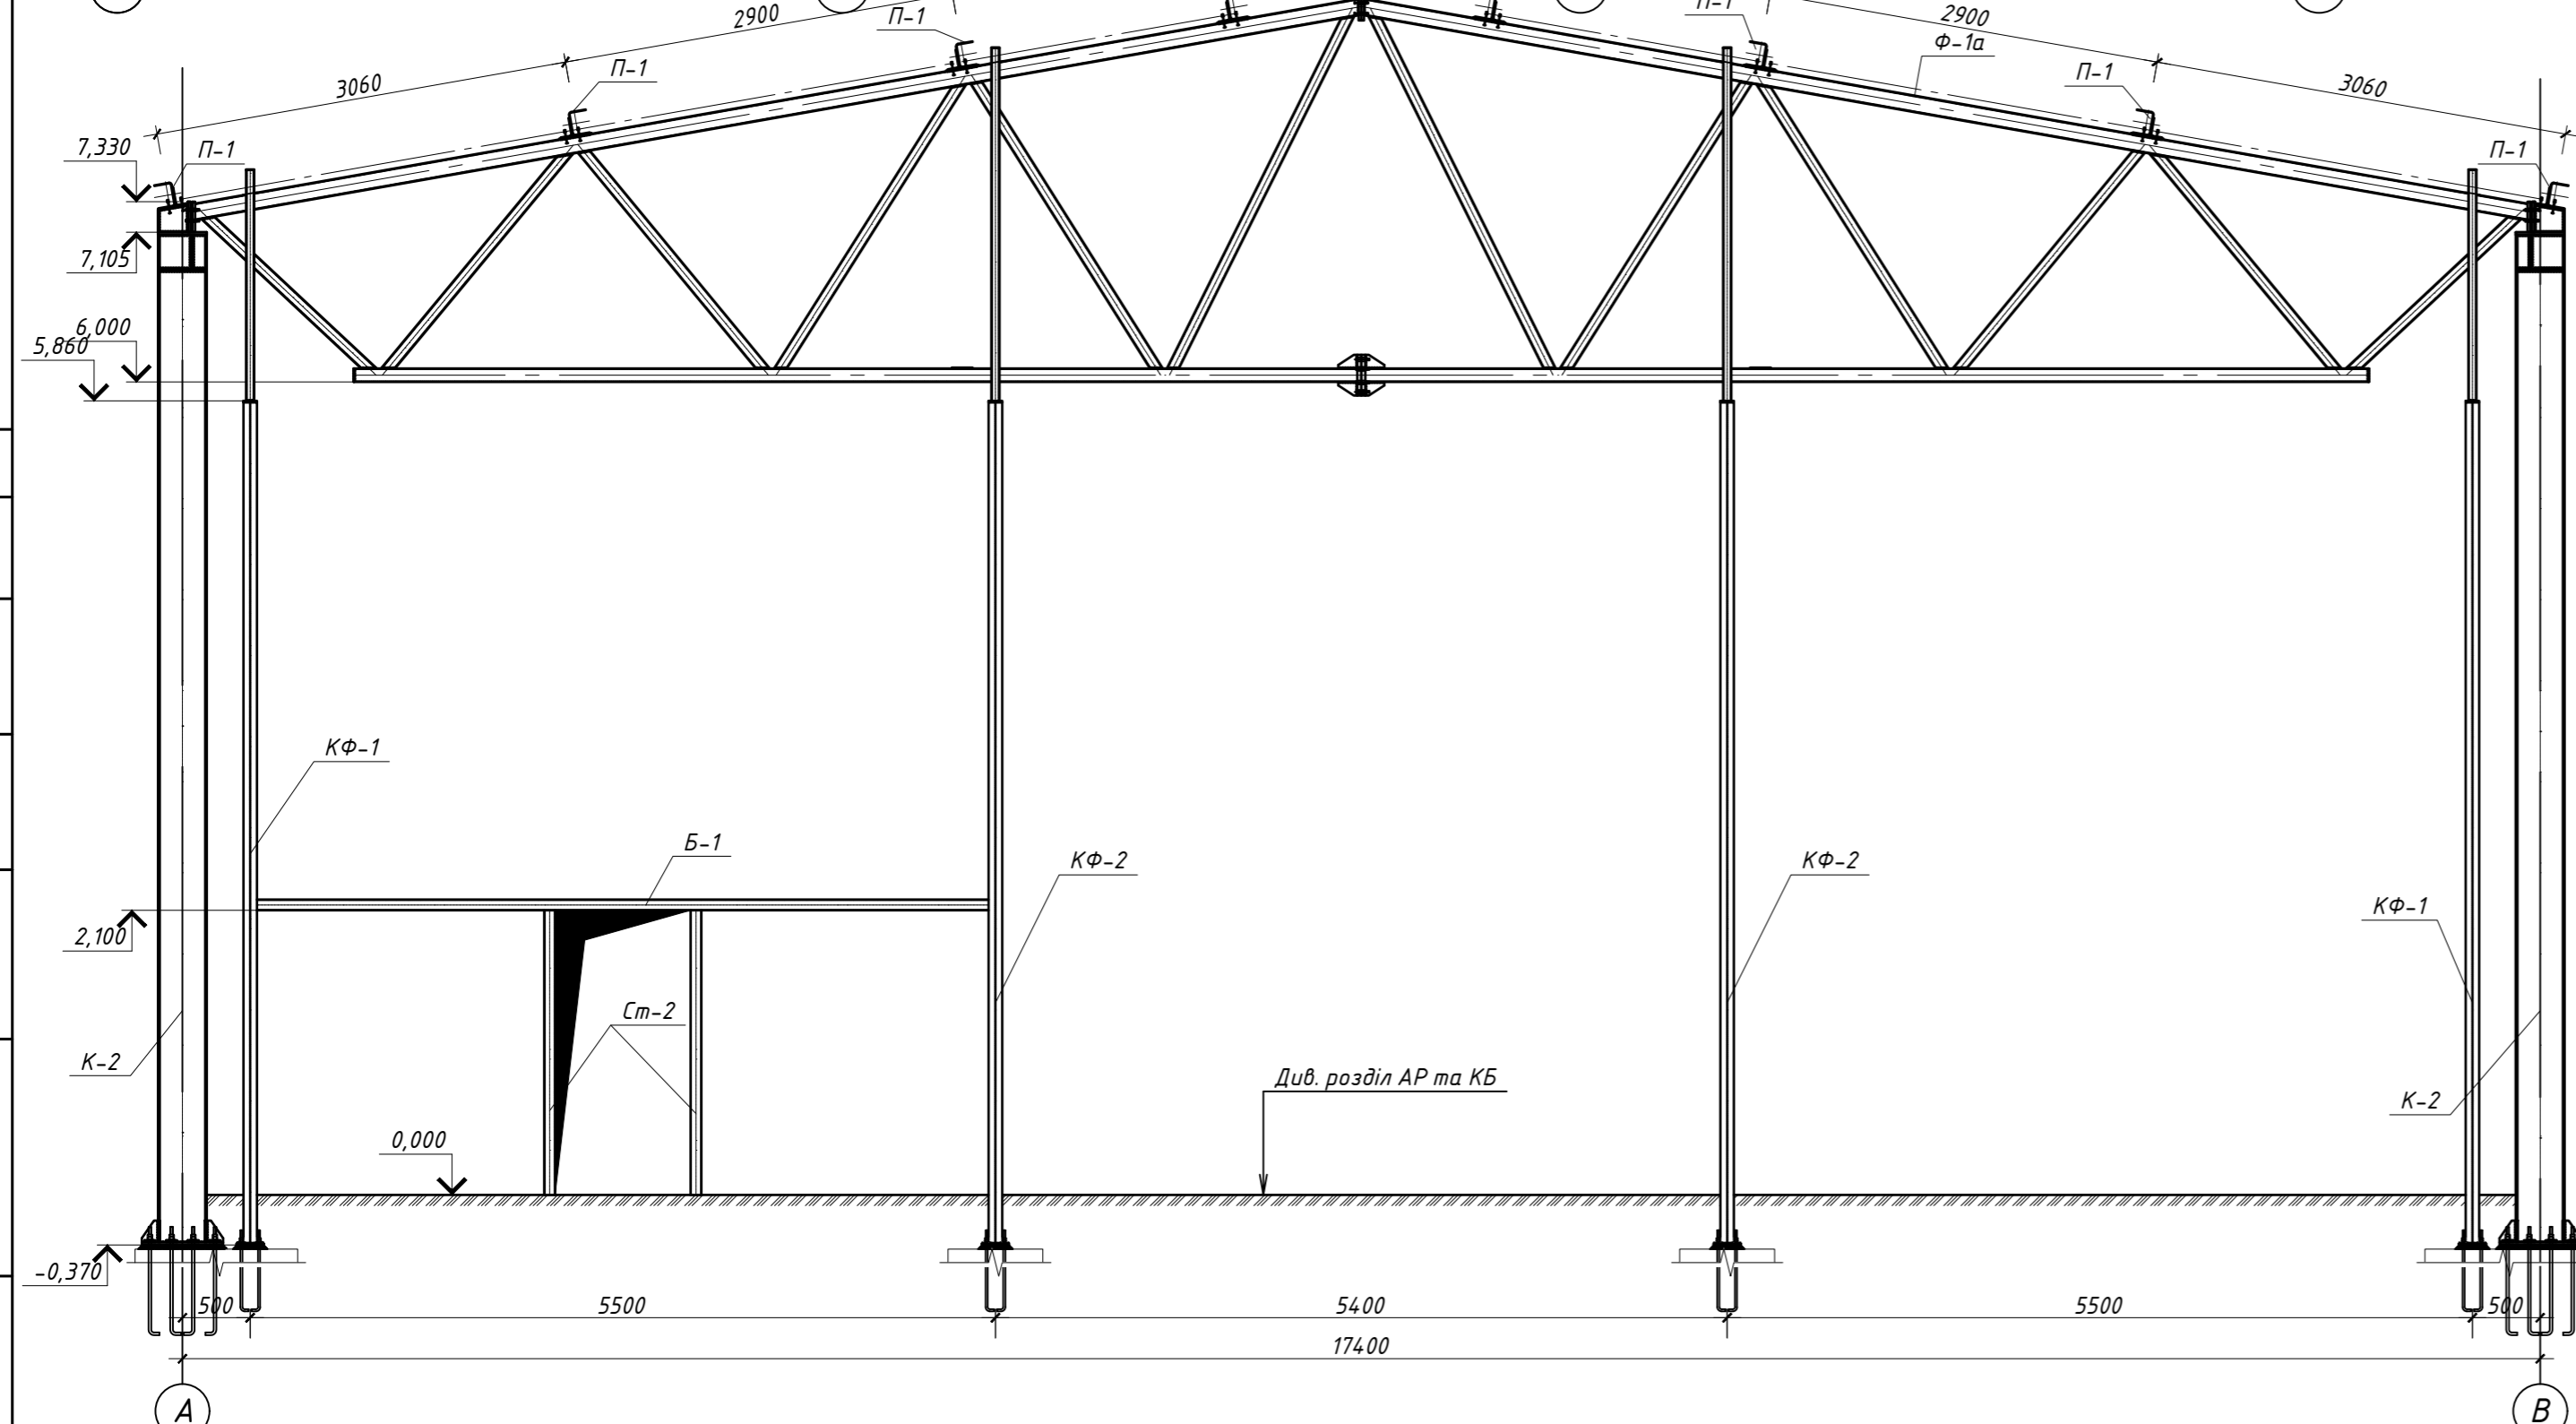 2900
П-1
П-1
2900
Ф-1а
3060
П-1
П-1
3060
7,330
П-1
П-1
7,105
6,000
5,860
КФ-1
Б-1
КФ-2
КФ-2
КФ-1
2,100
Ст-2
К-2
Див. розділ АР та КБ
К-2
0,000
-0,370
500
5500
5400
5500
500
17400
А
В